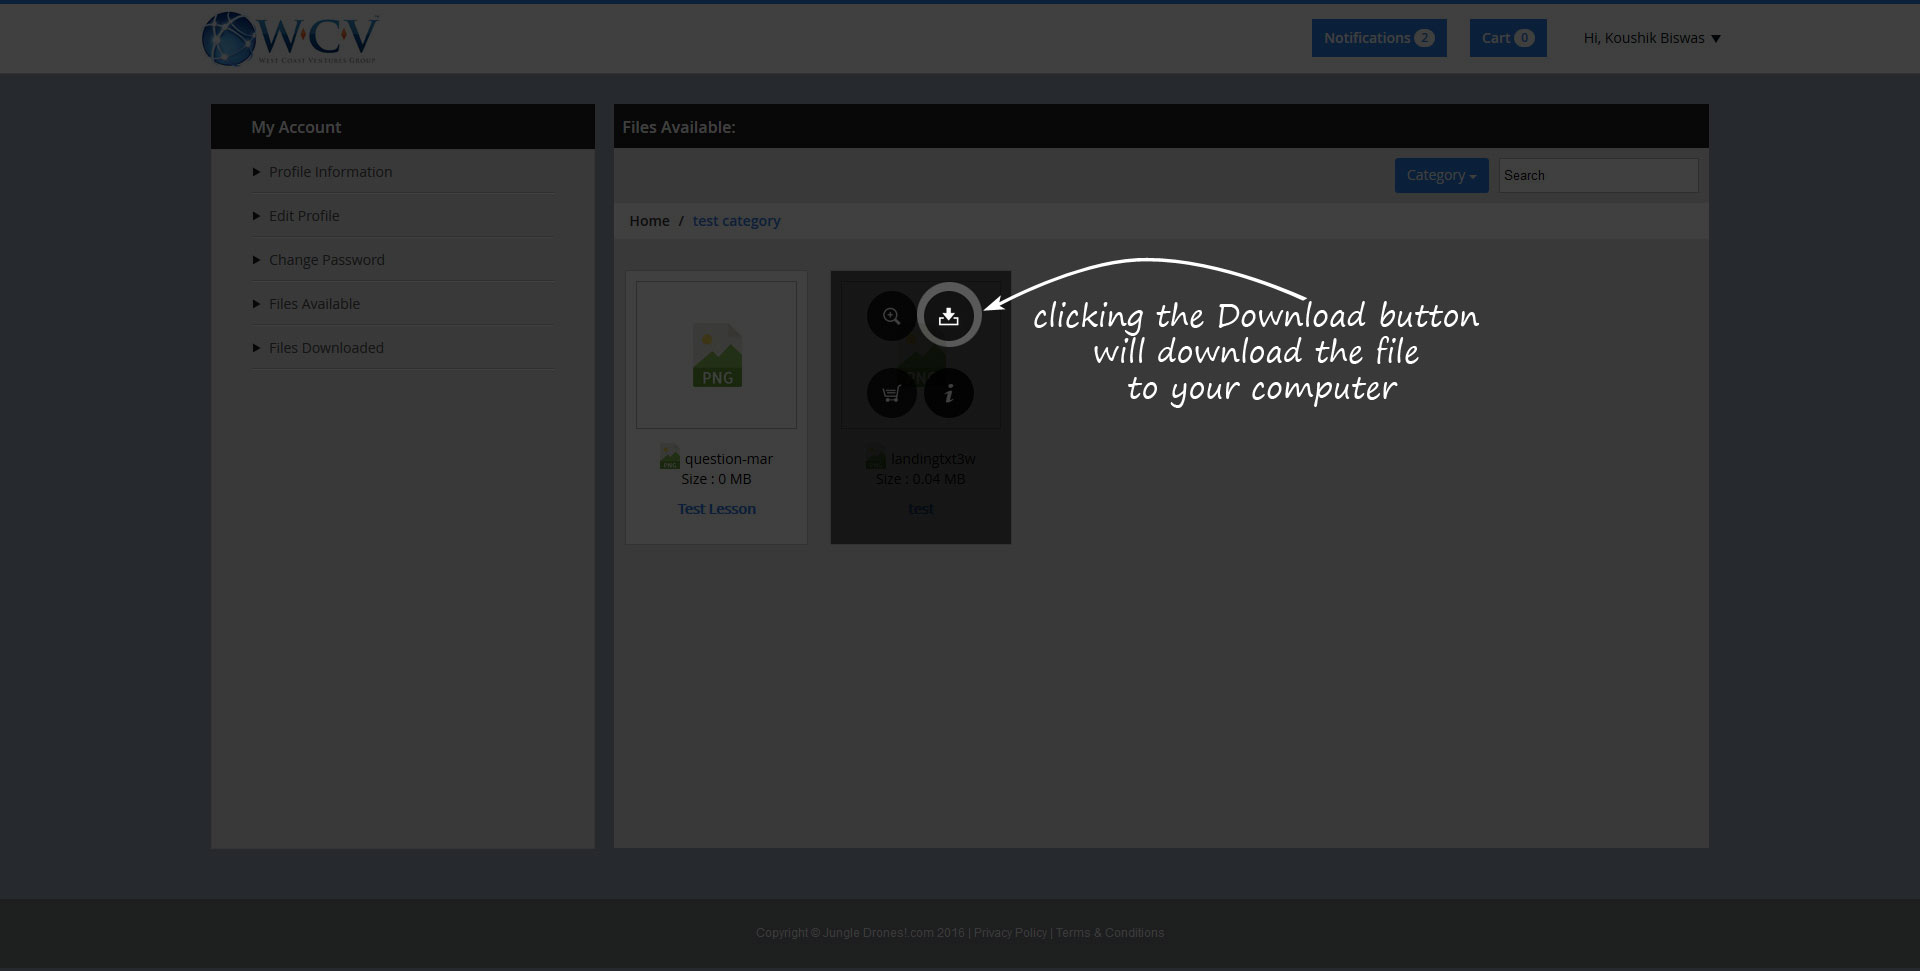 W·C·V
West Coast Ventures Group
Notifications 2
Cart 0
Hi, Koushik Biswas
My Account
Profile Information
Edit Profile
Change Password
Files Available
Files Downloaded
Files Available:
Category
Search
Home / test category
PNG
PNG
question-mar
Size : 0 MB
Test Lesson
PNG
i
PNG
landingtxt3w
Size : 0.04 MB
test
clicking the Download button
will download the file
to your computer
Copyright © Jungle Drones!.com 2016 | Privacy Policy | Terms & Conditions